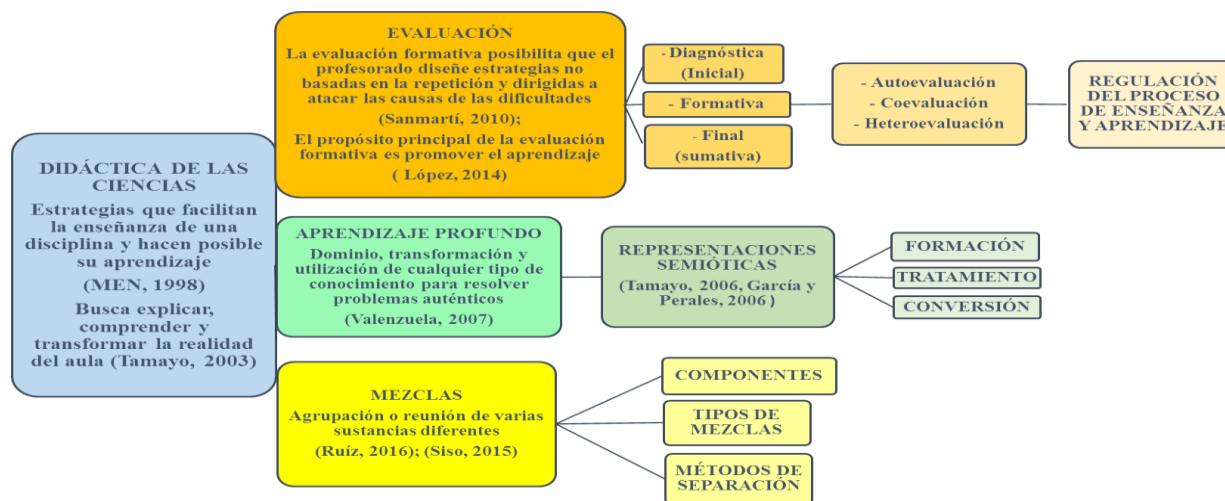 DIDÁCTICA DE LAS
CIENCIAS
Estrategias que facilitan
la enseñanza de una
disciplina y hacen posible
su aprendizaje
(MEN, 1998)
Busca explicar,
comprender y
transformar la realidad
del aula (Tamayo, 2003)
EVALUACIÓN
La evaluación formativa posibilita que el
profesorado diseñe estrategias no
basadas en la repetición y dirigidas a
atacar las causas de las dificultades
(Sanmartí, 2010);
El propósito principal de la evaluación
formativa es promover el aprendizaje
( López, 2014)
- Diagnóstica
(Inicial)
- Formativa
- Final
(sumativa)
- Autoevaluación
- Coevaluación
- Heteroevaluación
REGULACIÓN
DEL PROCESO
DE ENSEÑANZA
Y APRENDIZAJE
APRENDIZAJE PROFUNDO
Dominio, transformación y
utilización de cualquier tipo de
conocimiento para resolver
problemas auténticos
(Valenzuela, 2007)
REPRESENTACIONES
SEMIÓTICAS
(Tamayo, 2006, García y
Perales, 2006 )
FORMACIÓN
TRATAMIENTO
CONVERSIÓN
MEZCLAS
Agrupación o reunión de varias
sustancias diferentes
(Ruíz, 2016); (Siso, 2015)
COMPONENTES
TIPOS DE
MEZCLAS
MÉTODOS DE
SEPARACIÓN